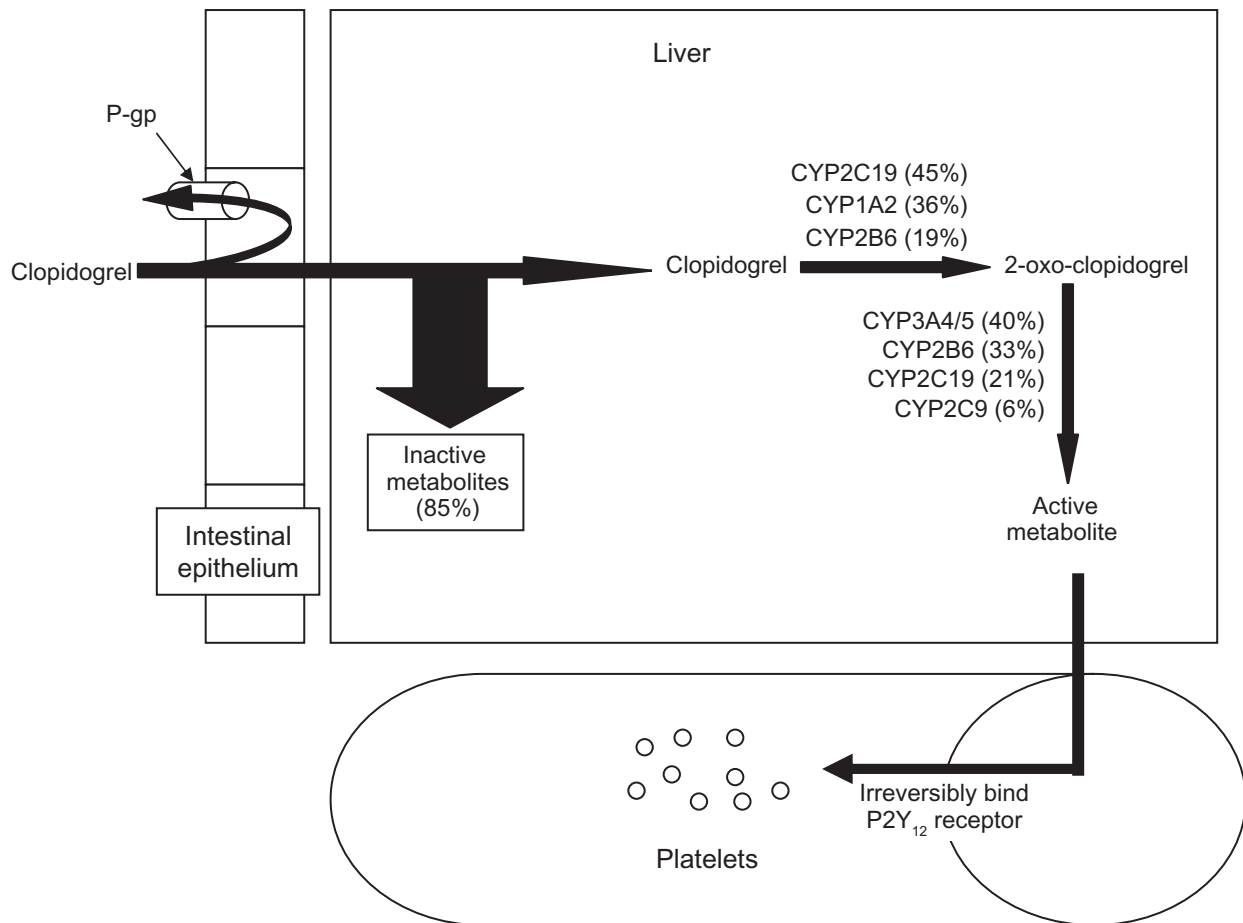 Liver
P-gp
CYP2C19 (45%)
CYP1A2 (36%)
CYP2B6 (19%)
Clopidogrel
Clopidogrel
2-oxo-clopidogrel
CYP3A4/5 (40%)
CYP2B6 (33%)
CYP2C19 (21%)
CYP2C9 (6%)
Inactive
metabolites
(85%)
Intestinal
epithelium
Active
metabolite
Irreversibly bind
P2Y₁₂ receptor
Platelets